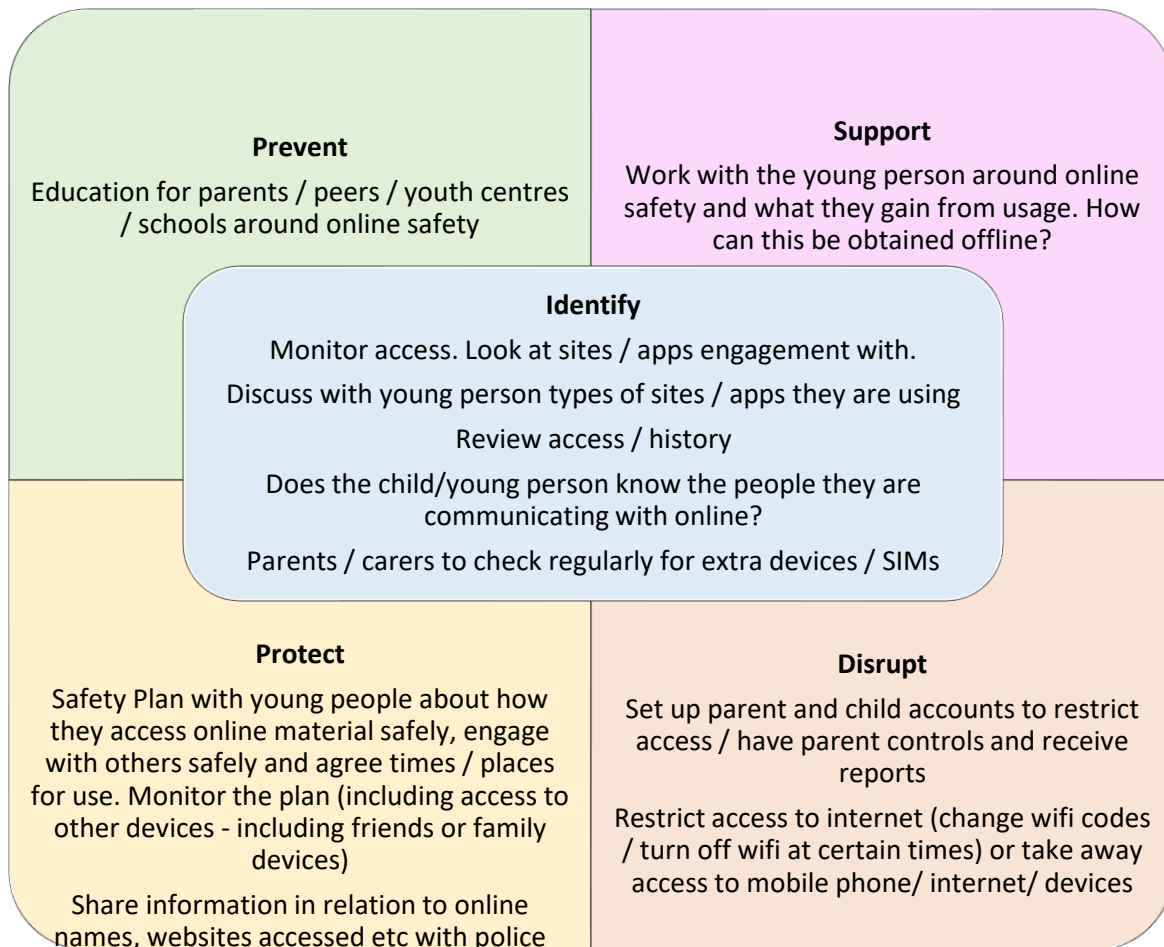 Prevent
Education for parents / peers / youth centres
/ schools around online safety
Support
Work with the young person around online
safety and what they gain from usage. How
can this be obtained offline?
Identify
Monitor access. Look at sites / apps engagement with.
Discuss with young person types of sites / apps they are using
Review access / history
Does the child/young person know the people they are
communicating with online?
Parents / carers to check regularly for extra devices / SIMs
Protect
Safety Plan with young people about how
they access online material safely, engage
with others safely and agree times / places
for use. Monitor the plan (including access to
other devices - including friends or family
devices)
Share information in relation to online
names, websites accessed etc with police
Disrupt
Set up parent and child accounts to restrict
access / have parent controls and receive
reports
Restrict access to internet (change wifi codes
/ turn off wifi at certain times) or take away
access to mobile phone/ internet/ devices